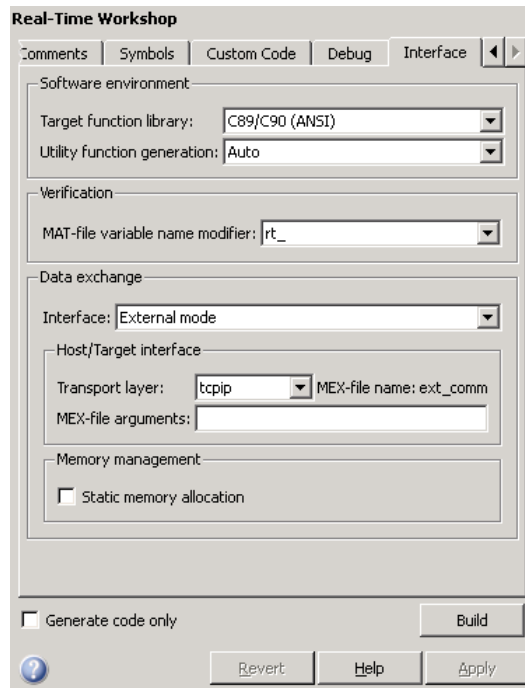 Real-Time Workshop
Comments Symbols Custom Code Debug Interface
Software environment
Target function library: C89/C90 (ANSI)
Utility function generation: Auto
Verification
MAT-file variable name modifier: rt_
Data exchange
Interface: External mode
Host/Target interface
Transport layer: tcpip MEX-file name: ext_comm
MEX-file arguments:
Memory management
Static memory allocation
Generate code only Build
? Revert Help Apply